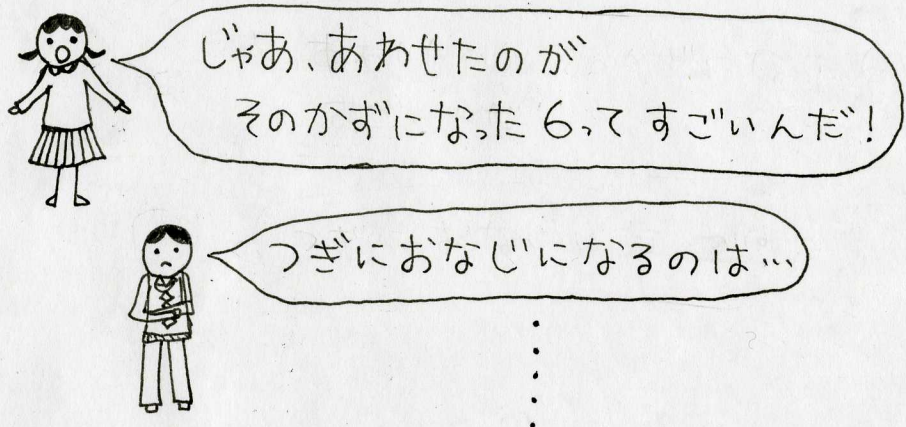 じゃあ、あわせたのが
そのかずになった6ってすごいんだ!
つぎにおなじになるのは…